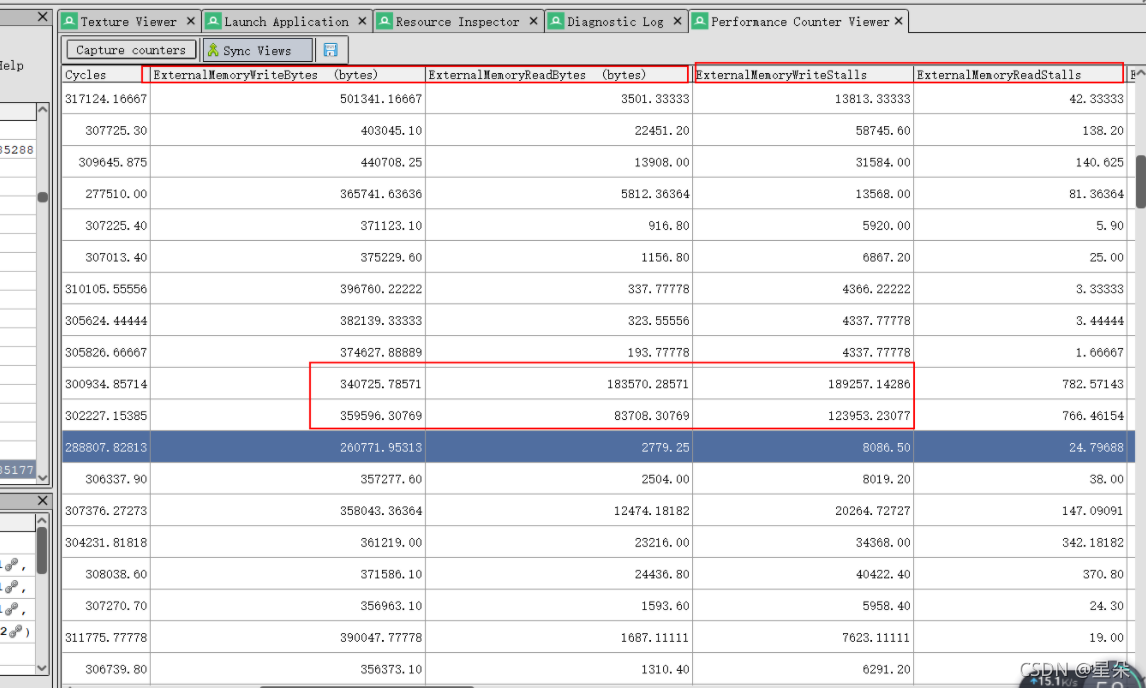 Texture Viewer
Launch Application
Resource Inspector
Diagnostic Log
Performance Counter Viewer
Capture counters
Sync Views
Help
Cycles ExternalMemoryWriteBytes (bytes) ExternalMemoryReadBytes (bytes) ExternalMemoryWriteStalls ExternalMemoryReadStalls
317124.16667 501341.16667 3501.33333 13813.33333 42.33333
307725.30 403045.10 22451.20 58745.60 138.20
35288
309645.875 440708.25 13908.00 31584.00 140.625
277510.00 365741.63636 5812.36364 13568.00 81.36364
307225.40 371123.10 916.80 5920.00 5.90
307013.40 375229.60 1156.80 6867.20 25.00
310105.55556 396760.22222 337.77778 4366.22222 3.33333
305624.44444 382139.33333 323.55556 4337.77778 3.44444
305826.66667 374627.88889 193.77778 4337.77778 1.66667
300934.85714 340725.78571 183570.28571 189257.14286 782.57143
302227.15385 359596.30769 83708.30769 123953.23077 766.46154
288807.82813 260771.95313 2779.25 8086.50 24.79688
35177
306337.90 357277.60 2504.00 8019.20 38.00
307376.27273 358043.36364 12474.18182 20264.72727 147.09091
304231.81818 361219.00 23216.00 34368.00 342.18182
308038.60 371586.10 24436.80 40422.40 370.80
307270.70 356963.10 1593.60 5958.40 24.30
2 )
311775.77778 390047.77778 1687.11111 7623.11111 19.00
306739.80 356373.10 1310.40 6291.20
CSDN @星朵
15.1K/s